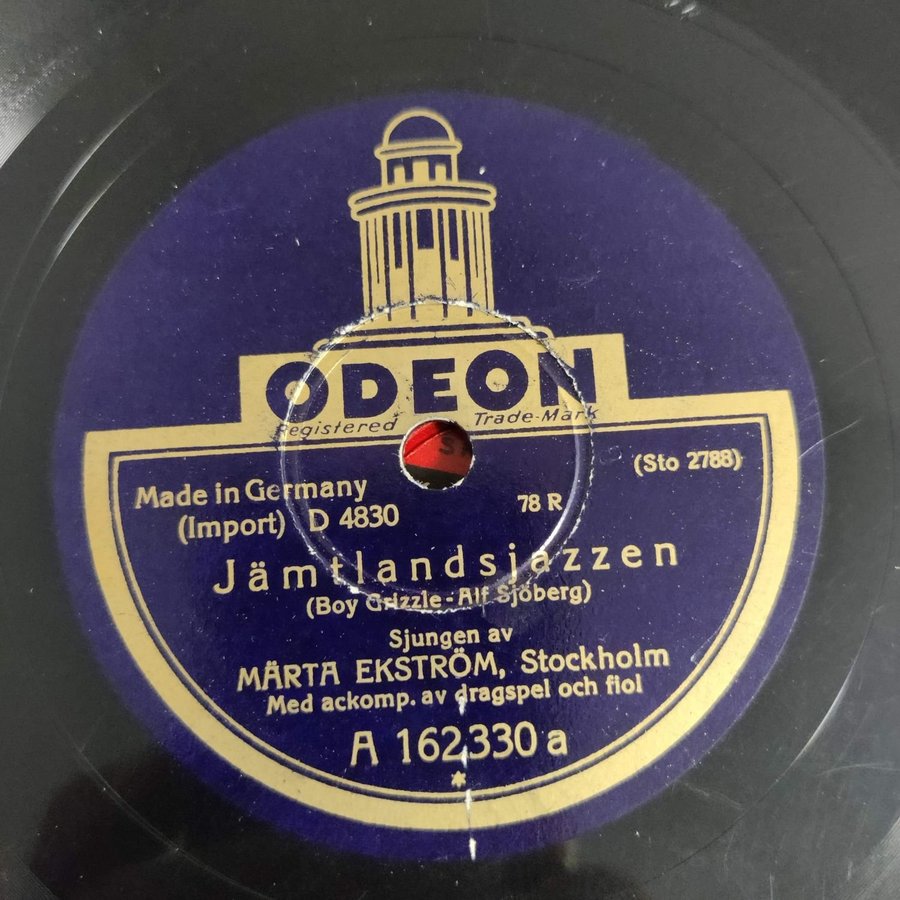 ODEON
Registered Trade-Mark
(Sto 2788)
Made in Germany
(Import) D 4830 78 R
Jämtlandsjazzen
(Boy Grizzle - Alf Sjöberg)
Sjungen av
MÄRTA EKSTRÖM, Stockholm
Med ackomp. av dragspel och fiol
A 162330 a
*